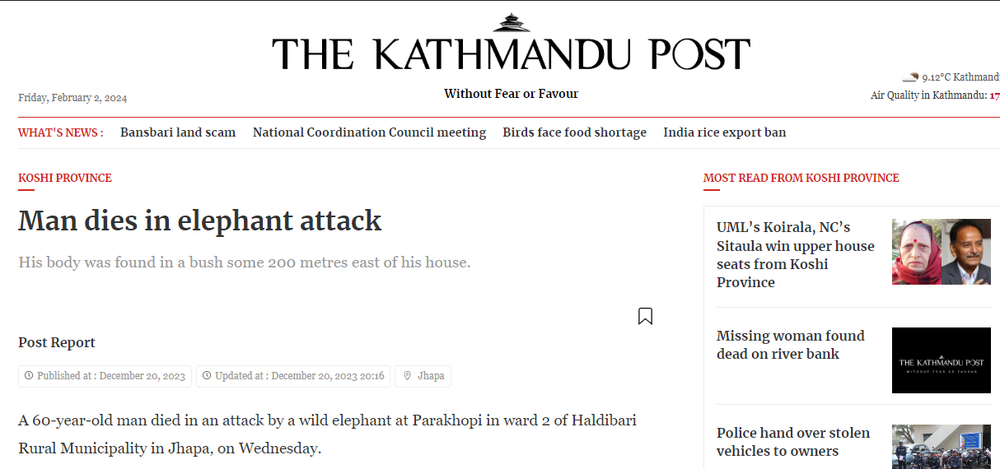 THE KATHMANDU POST
9.12°C Kathmand
Friday, February 2, 2024
Without Fear or Favour
Air Quality in Kathmandu: 17
WHAT'S NEWS :
Bansbari land scam
National Coordination Council meeting
Birds face food shortage
India rice export ban
KOSHI PROVINCE
Man dies in elephant attack
His body was found in a bush some 200 metres east of his house.
Post Report
Published at : December 20, 2023
Updated at : December 20, 2023 20:16
Jhapa
A 60-year-old man died in an attack by a wild elephant at Parakhopi in ward 2 of Haldibari
Rural Municipality in Jhapa, on Wednesday.
MOST READ FROM KOSHI PROVINCE
UML’s Koirala, NC’s
Sitaula win upper house
seats from Koshi
Province
Missing woman found
dead on river bank
THE KATHMANDU POST
WITHOUT FEAR OR FAVOUR
Police hand over stolen
vehicles to owners